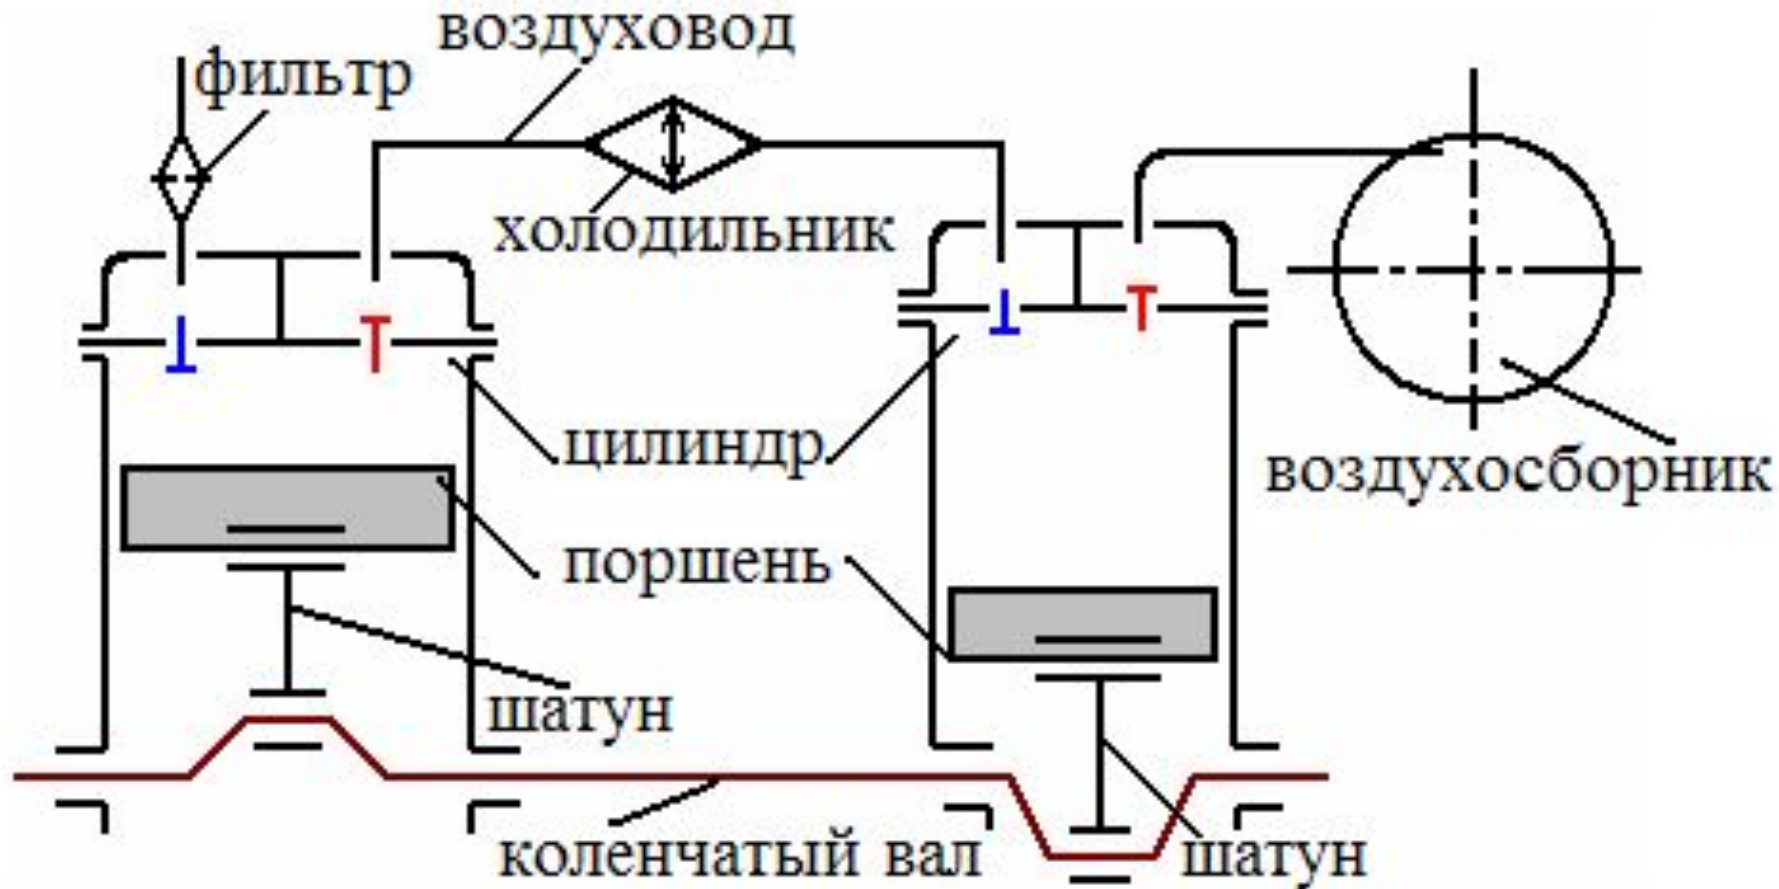 воздуховод
фильтр
холодильник
цилиндр
воздухосборник
поршень
шатун
коленчатый вал
шатун